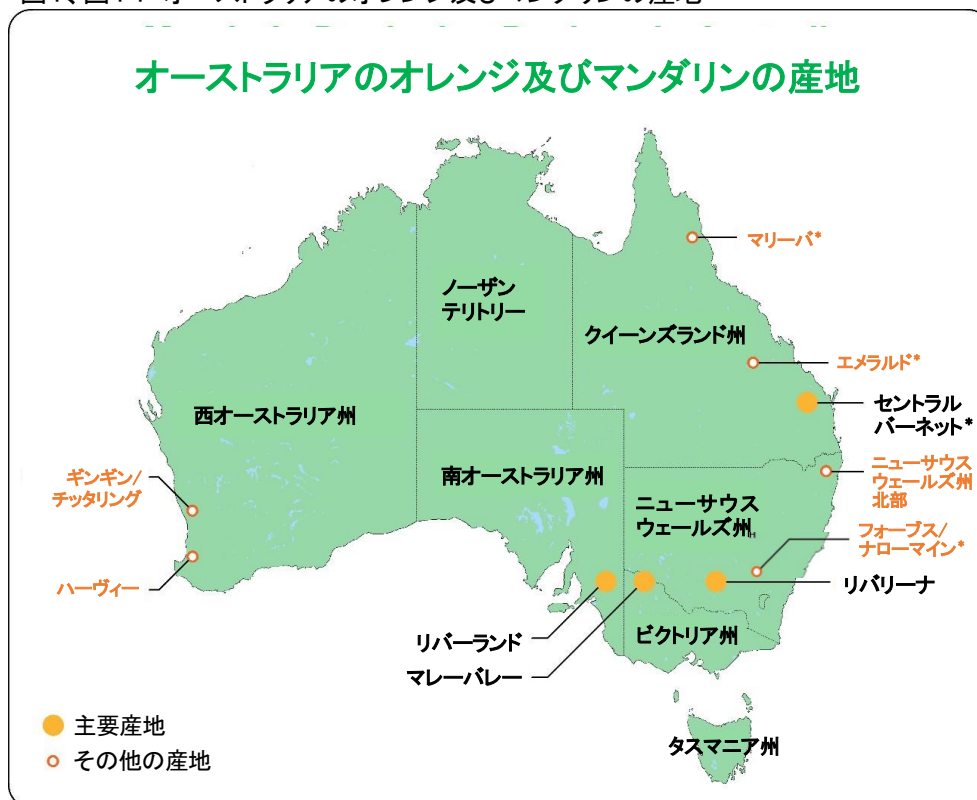 オーストラリアのオレンジ及びマンダリンの産地
マリーバ*
ノーザン
テリトリー
クイーンズランド州
エメラルド*
セントラル
バーネット*
西オーストラリア州
南オーストラリア州
ニューサウス
ウェールズ州
北部
ギンギン/
チッタリング
ニューサウス
ウェールズ州
フォーブス/
ナローマイン*
ハーヴィー
リバリーナ
リバーランド
ビクトリア州
マレーバレー
主要産地
その他の産地
タスマニア州